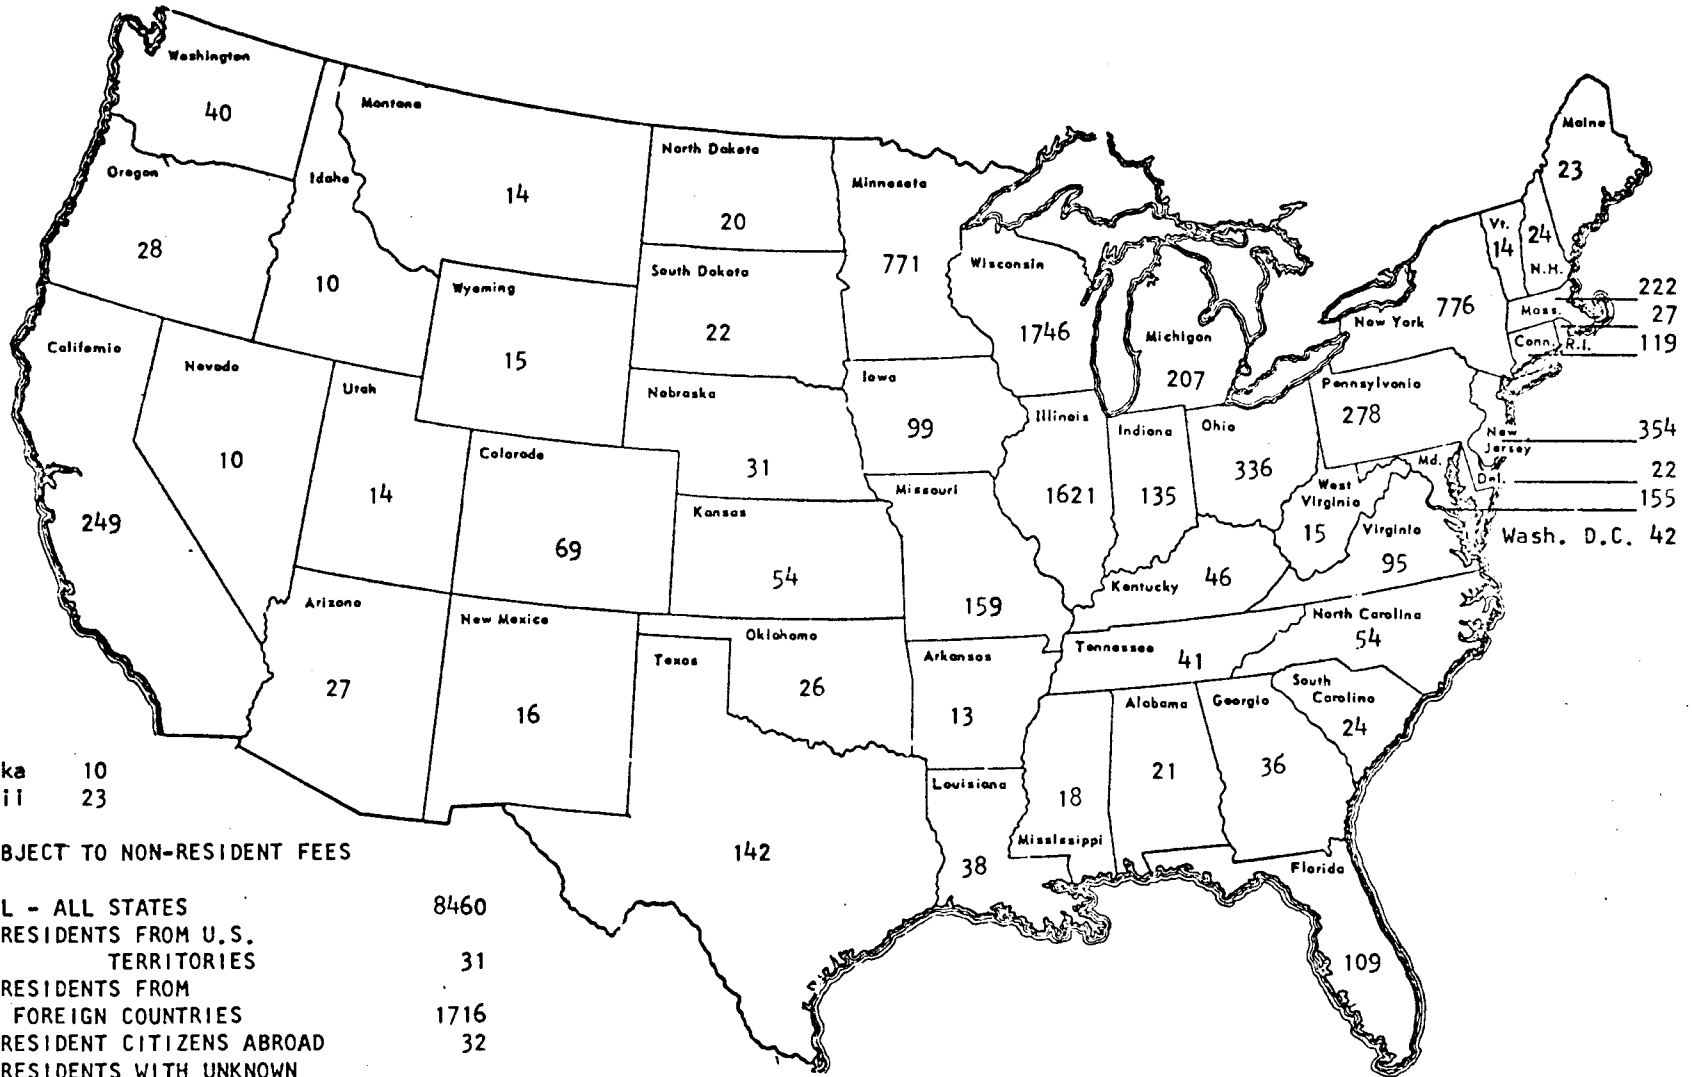 Washington
40
Oregon
28
Idaho
10
Montana
14
North Dakota
20
South Dakota
22
Minnesota
771
Wisconsin
1746
Michigan
207
Maine
23
Vt.
14
24
N.H.
New York 776
Mass. 222
27
Conn. R.I. 119
California
249
Nevada
10
Utah
14
Wyoming
15
Nebraska
31
Iowa
99
Illinois
1621
Indiana
135
Ohio
336
Pennsylvania
278
New
Jersey
354
Md.
Del. 22
155
Wash. D.C. 42
West
Virginia
15
Virginia
95
Colorado
69
Kansas
54
Missouri
159
Kentucky 46
North Carolina
54
Tennessee 41
South
Carolina
24
Arizona
27
New Mexico
16
Texas
142
Oklahoma
26
Arkansas
13
Louisiana
38
18
Mississippi
Alabama
21
Georgia
36
Florida
109
ka 10
ii 23
BJECT TO NON-RESIDENT FEES
L - ALL STATES 8460
RESIDENTS FROM U.S.
TERRITORIES 31
RESIDENTS FROM
FOREIGN COUNTRIES 1716
RESIDENT CITIZENS ABROAD 32
RESIDENTS WITH UNKNOWN